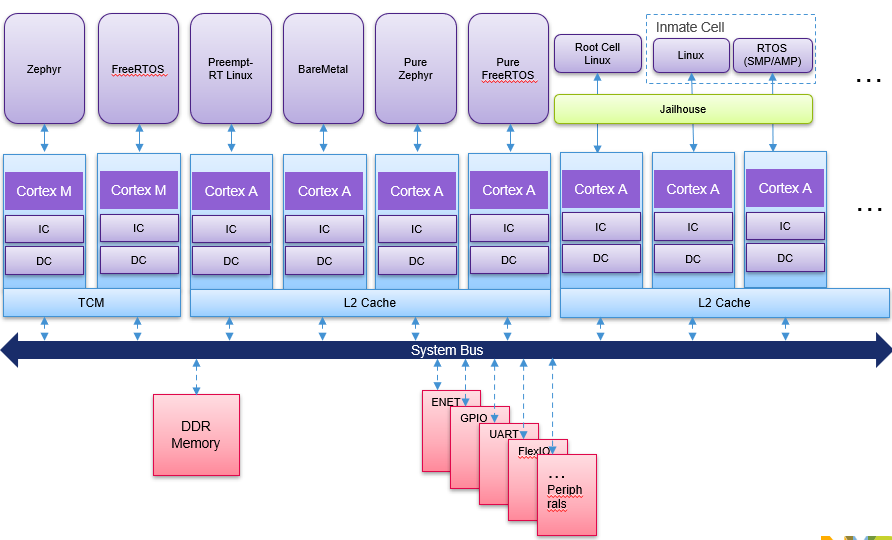 Zephyr
FreeRTOS
Preempt-
RT Linux
BareMetal
Pure
Zephyr
Pure
FreeRTOS
Root Cell
Linux
Inmate Cell
Linux
RTOS
(SMP/AMP)
...
Jailhouse
Cortex M
Cortex M
Cortex A
Cortex A
Cortex A
Cortex A
Cortex A
Cortex A
Cortex A
...
IC
IC
IC
IC
IC
IC
IC
IC
IC
DC
DC
DC
DC
DC
DC
DC
DC
DC
TCM
L2 Cache
L2 Cache
System Bus
DDR
Memory
ENET
GPIO
UART
FlexIO
...
Periph
rals